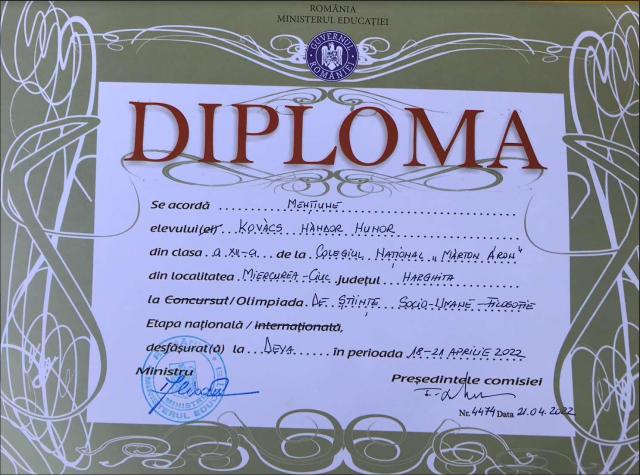 ROMÂNIA
MINISTERUL EDUCAȚIEI
GUVERNUL ROMÂNIEI
DIPLOMA
Se acordă MENȚIUNE
elevului(ei) KOVÁCS NÁNDOR HUNOR
din clasa a XII-a de la COLEGIUL NAȚIONAL „MÁRTON ÁRON"
din localitatea MIERCUREA-CIUC județul HARGHITA
la Concursul/Olimpiada DE ȘTIINȚE SOCIO-UMANE-FILOSOFIE
Etapa națională / internațională,
desfășurat(ă) la DEVA în perioada 18-21 APRILIE 2022
Ministru Președintele comisiei
MINISTERUL EDUCAȚIEI
Nr. 4474 Data 21.04.2022